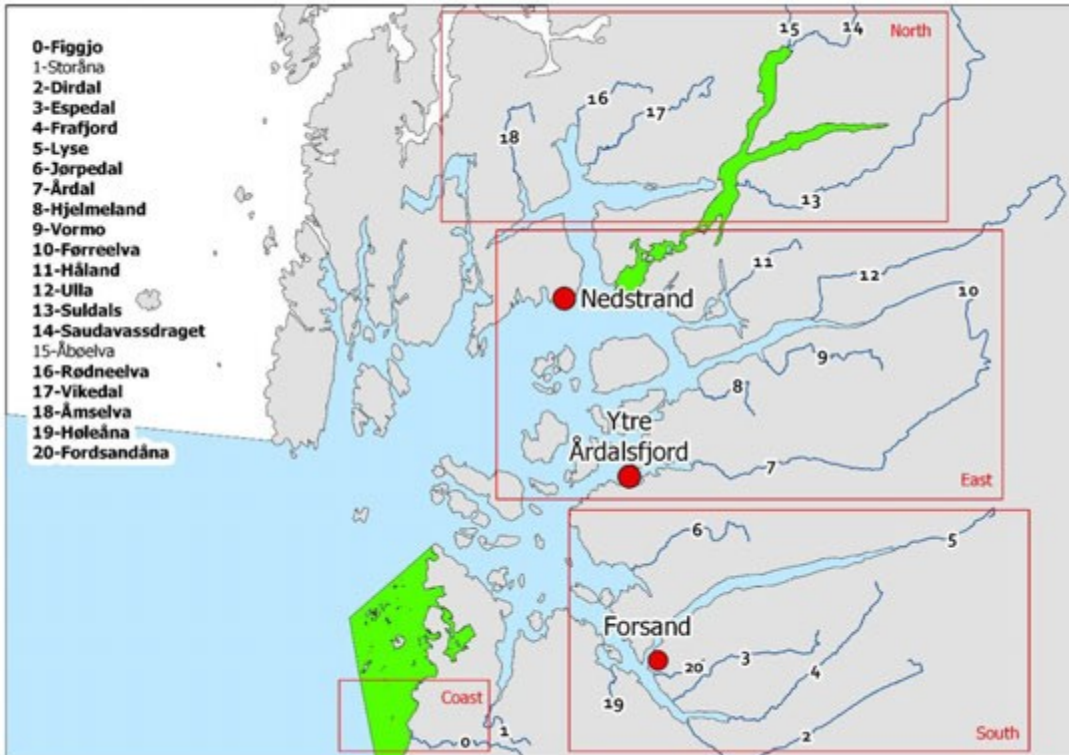 0-Figgjo
1-Storåna
2-Dirdal
3-Espedal
4-Frafjord
5-Lyse
6-Jørpedal
7-Årdal
8-Hjelmeland
9-Vormo
10-Førreelva
11-Håland
12-Ulla
13-Suldals
14-Saudavassdraget
15-Åbøelva
16-Rødneelva
17-Vikedal
18-Åmselva
19-Høleåna
20-Fordsandåna
15
14
North
16
17
18
13
11
12
10
Nedstrand
9
8
Ytre
Årdalsfjord
7
East
6
5
Forsand
20
3
4
19
Coast
1
0
2
South